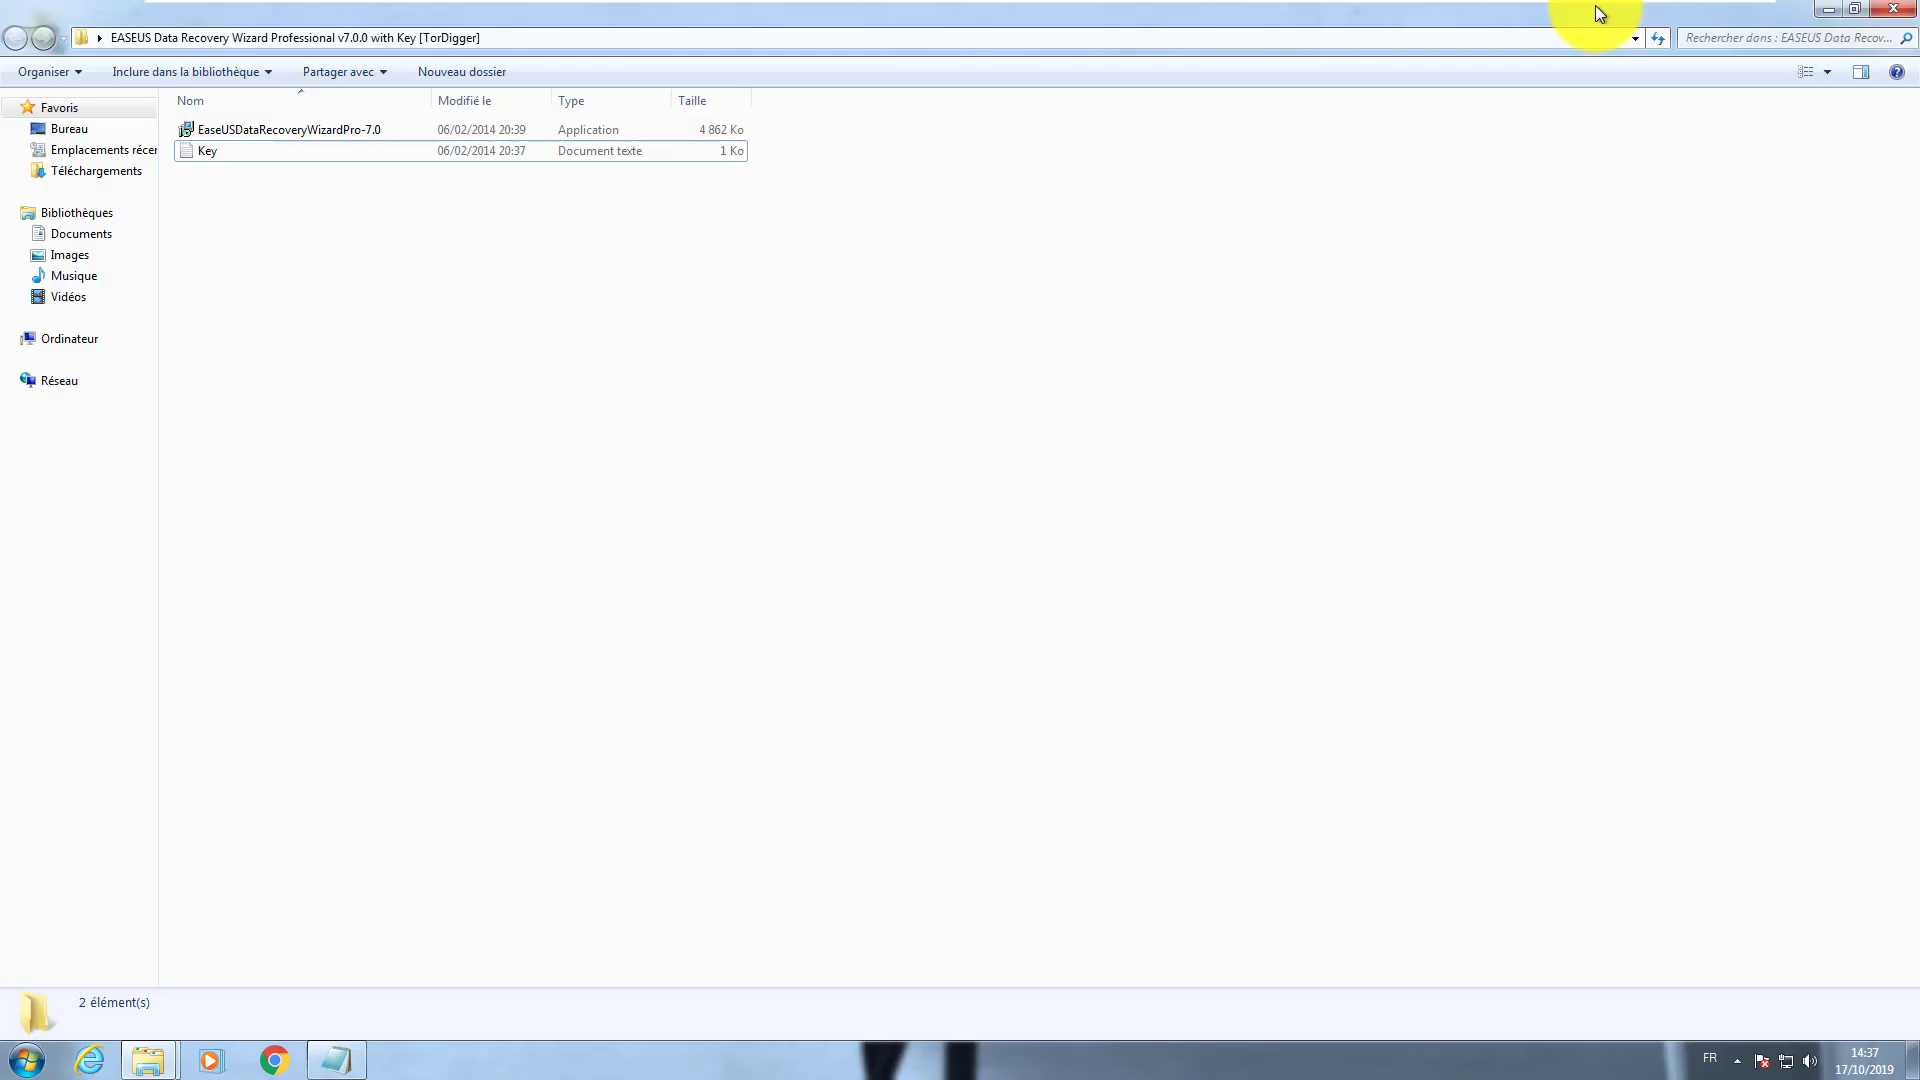 EASEUS Data Recovery Wizard Professional v7.0.0 with Key [TorDigger]
Rechercher dans : EASEUS Data Recov...
Organiser
Inclure dans la bibliothèque
Partager avec
Nouveau dossier
Nom
Modifié le
Type
Taille
Favoris
Bureau
Emplacements récer
Téléchargements
Bibliothèques
Documents
Images
Musique
Vidéos
Ordinateur
Réseau
EaseUSDataRecoveryWizardPro-7.0 06/02/2014 20:39 Application 4 862 Ko
Key 06/02/2014 20:37 Document texte 1 Ko
2 élément(s)
FR
14:37
17/10/2019